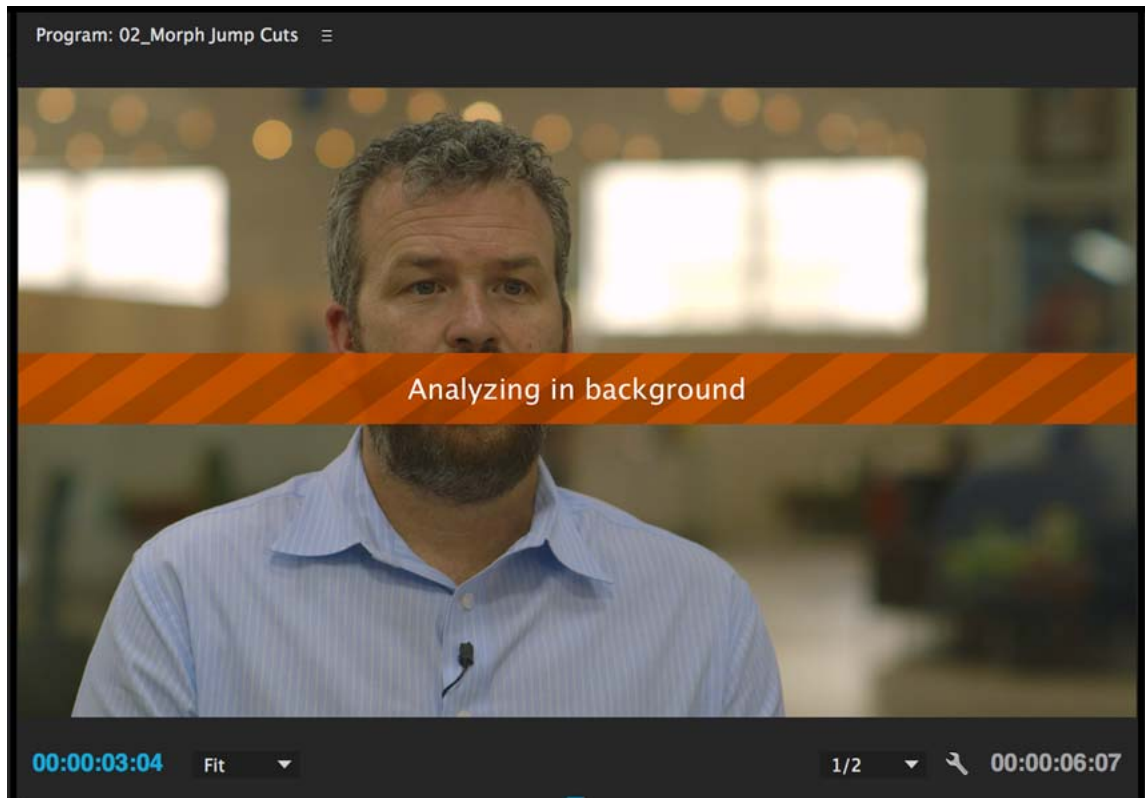 Program: 02_Morph Jump Cuts
Analyzing in background
00:00:03:04 Fit 1/2 00:00:06:07